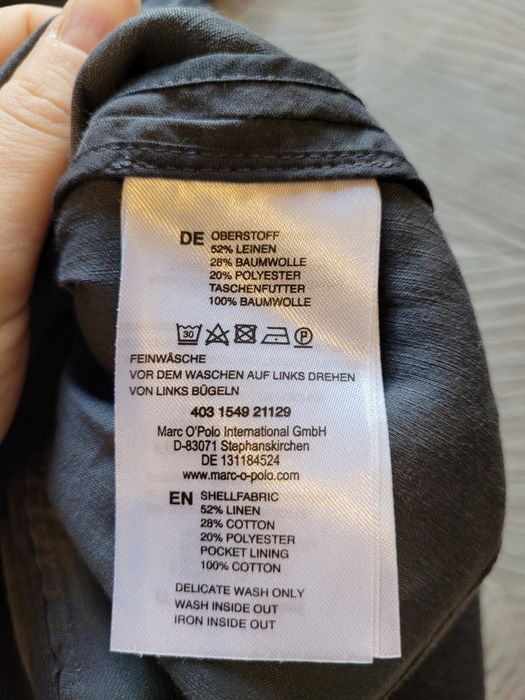 DE OBERSTOFF
52% LEINEN
28% BAUMWOLLE
20% POLYESTER
TASCHENFUTTER
100% BAUMWOLLE
30 P
FEINWÄSCHE
VOR DEM WASCHEN AUF LINKS DREHEN
VON LINKS BÜGELN
403 1549 21129
Marc O'Polo International GmbH
D-83071 Stephanskirchen
DE 131184524
www.marc-o-polo.com
EN SHELLFABRIC
52% LINEN
28% COTTON
20% POLYESTER
POCKET LINING
100% COTTON
DELICATE WASH ONLY
WASH INSIDE OUT
IRON INSIDE OUT